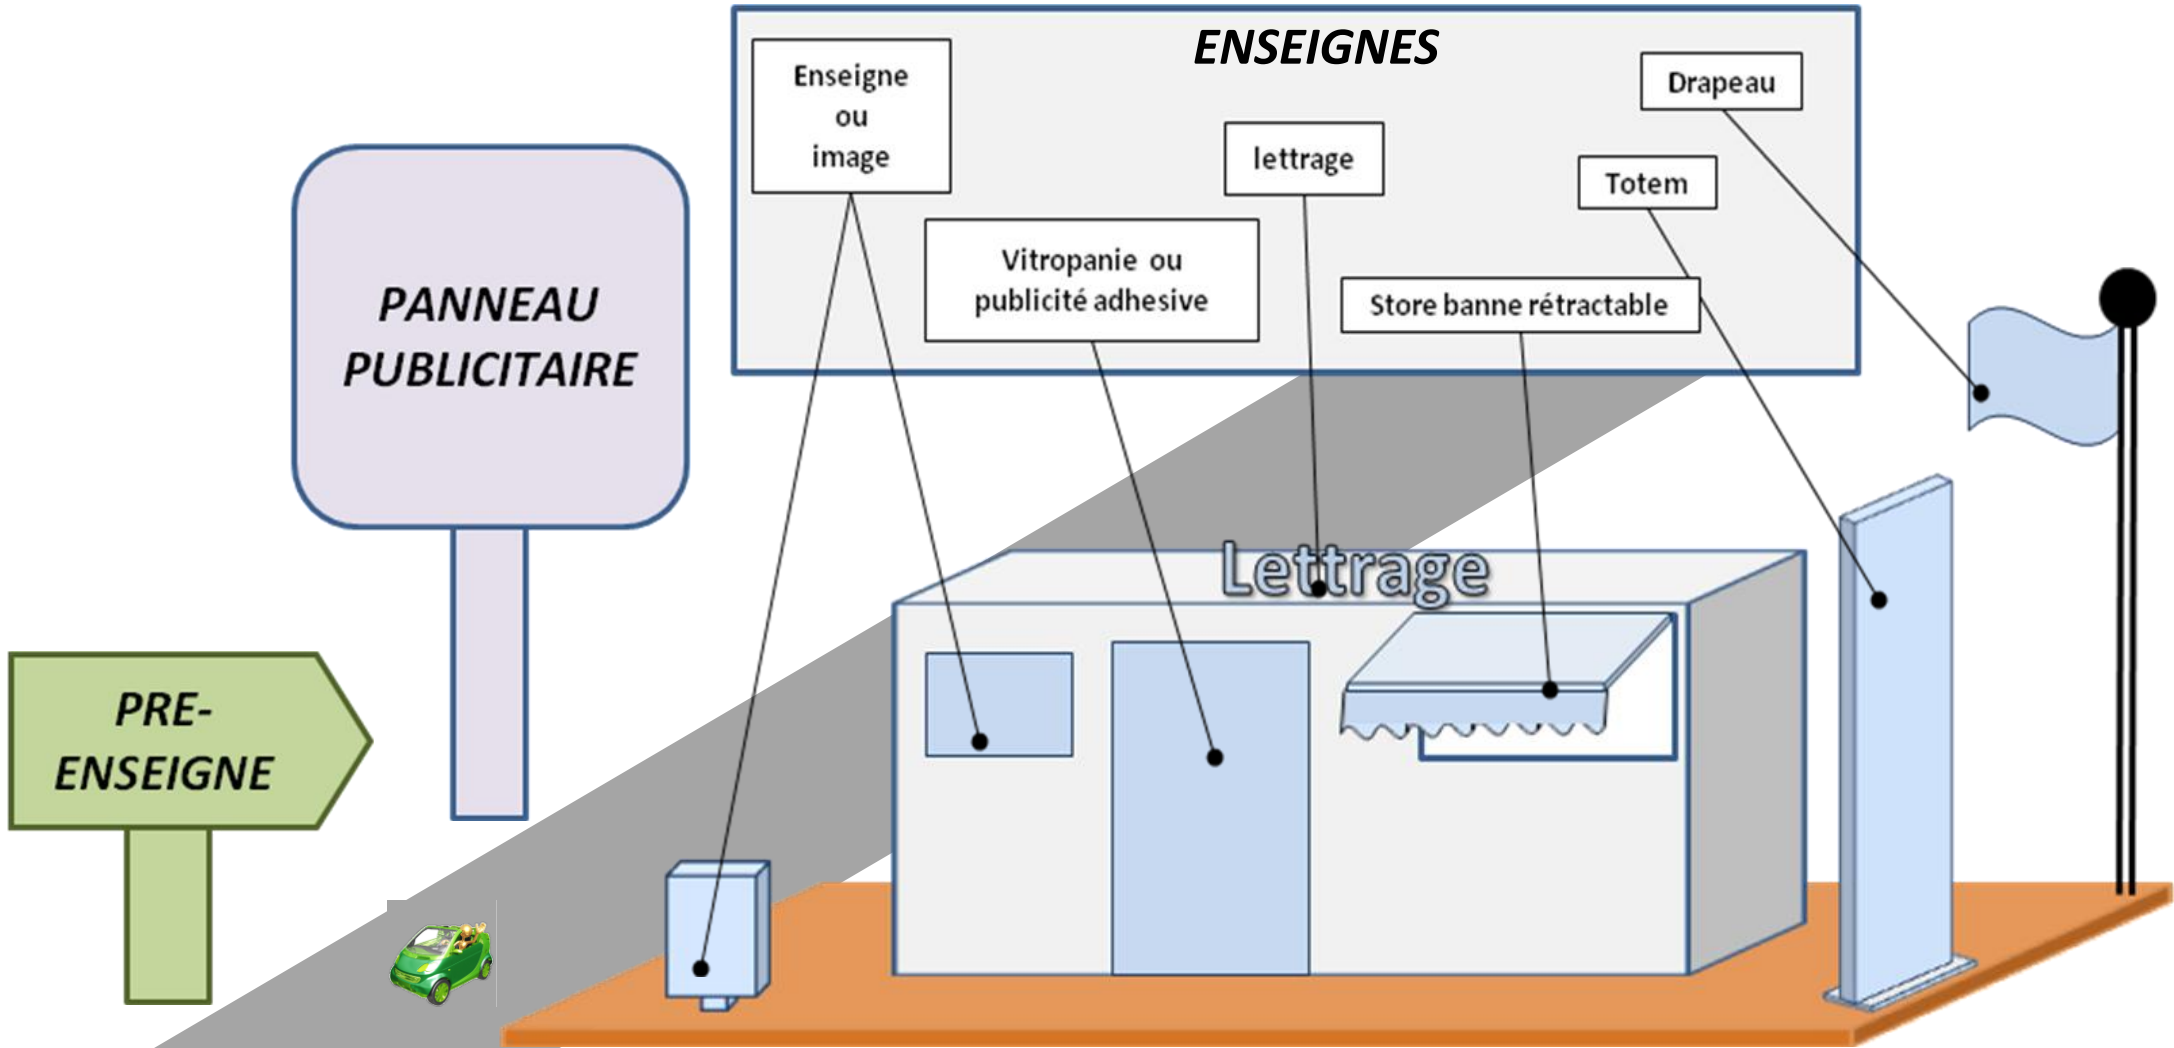 ENSEIGNES
Enseigne
ou
image
Drapeau
lettrage
Totem
Vitropanie ou
publicité adhesive
Store banne rétractable
PANNEAU
PUBLICITAIRE
Lettrage
PRE-
ENSEIGNE